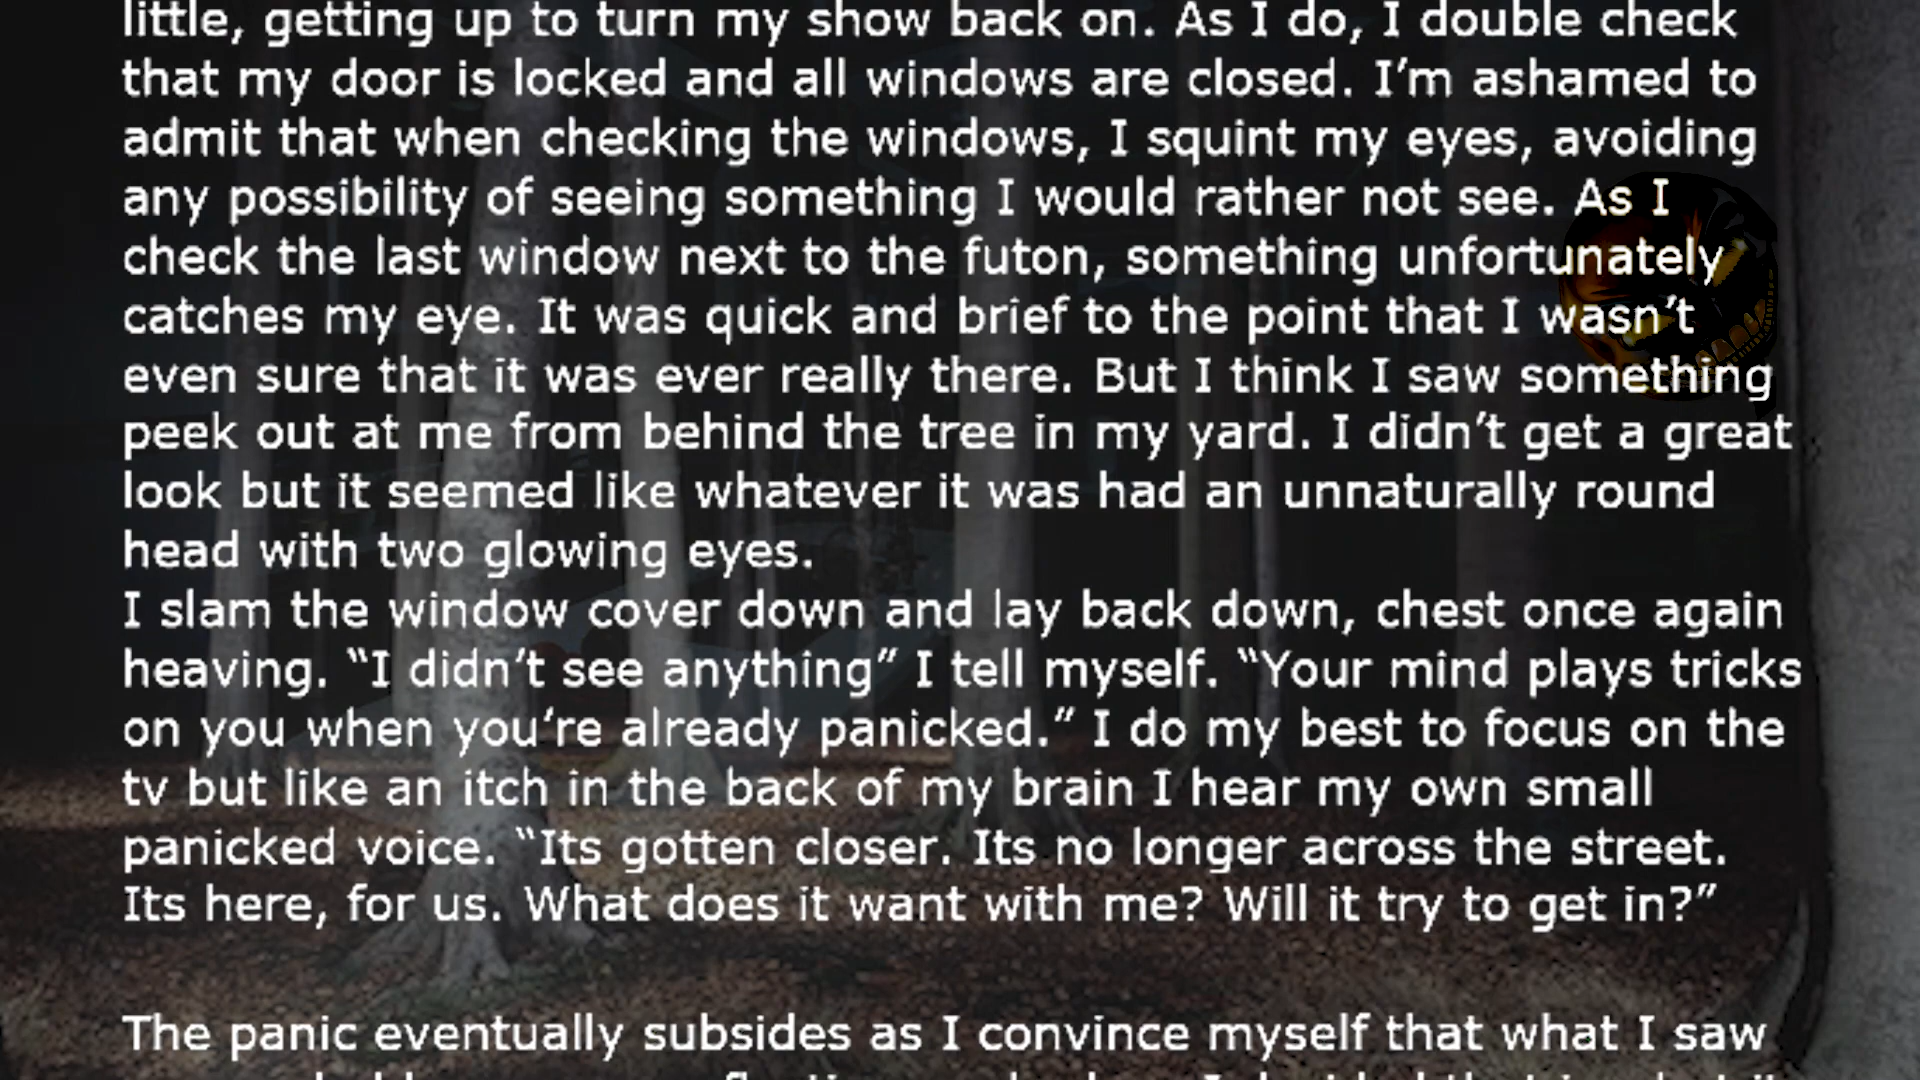 little, getting up to turn my show back on. As I do, I double check
that my door is locked and all windows are closed. I’m ashamed to
admit that when checking the windows, I squint my eyes, avoiding
any possibility of seeing something I would rather not see. As I
check the last window next to the futon, something unfortunately
catches my eye. It was quick and brief to the point that I wasn’t
even sure that it was ever really there. But I think I saw something
peek out at me from behind the tree in my yard. I didn’t get a great
look but it seemed like whatever it was had an unnaturally round
head with two glowing eyes.
I slam the window cover down and lay back down, chest once again
heaving. “I didn’t see anything” I tell myself. “Your mind plays tricks
on you when you’re already panicked.” I do my best to focus on the
tv but like an itch in the back of my brain I hear my own small
panicked voice. “Its gotten closer. Its no longer across the street.
Its here, for us. What does it want with me? Will it try to get in?”
The panic eventually subsides as I convince myself that what I saw